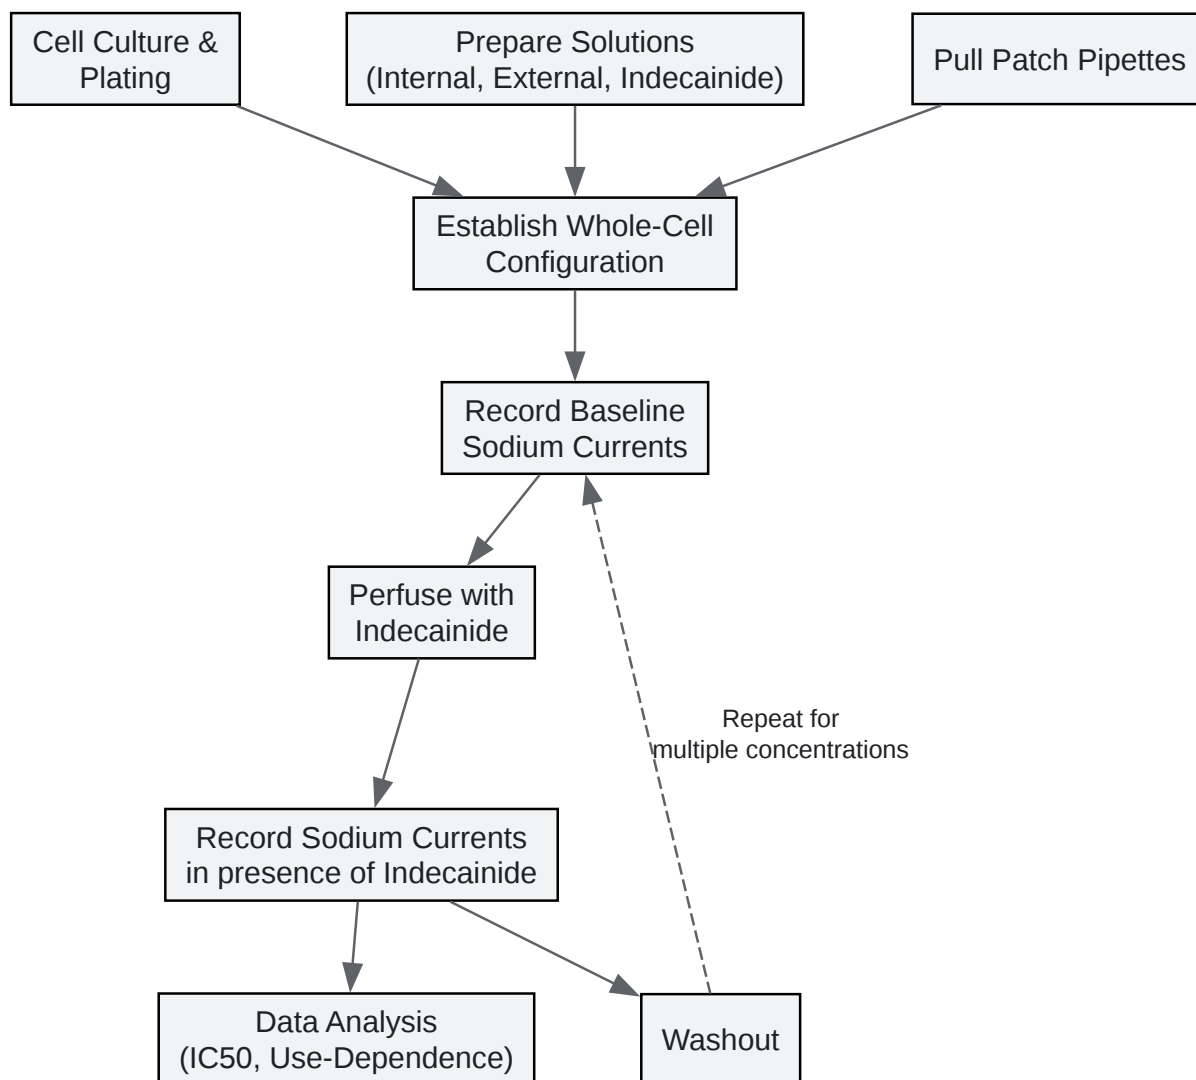 Cell Culture &
Plating
Prepare Solutions
(Internal, External, Indecainide)
Pull Patch Pipettes
Establish Whole-Cell
Configuration
Record Baseline
Sodium Currents
Perfuse with
Indecainide
Repeat for
multiple concentrations
Record Sodium Currents
in presence of Indecainide
Data Analysis
(IC50, Use-Dependence)
Washout